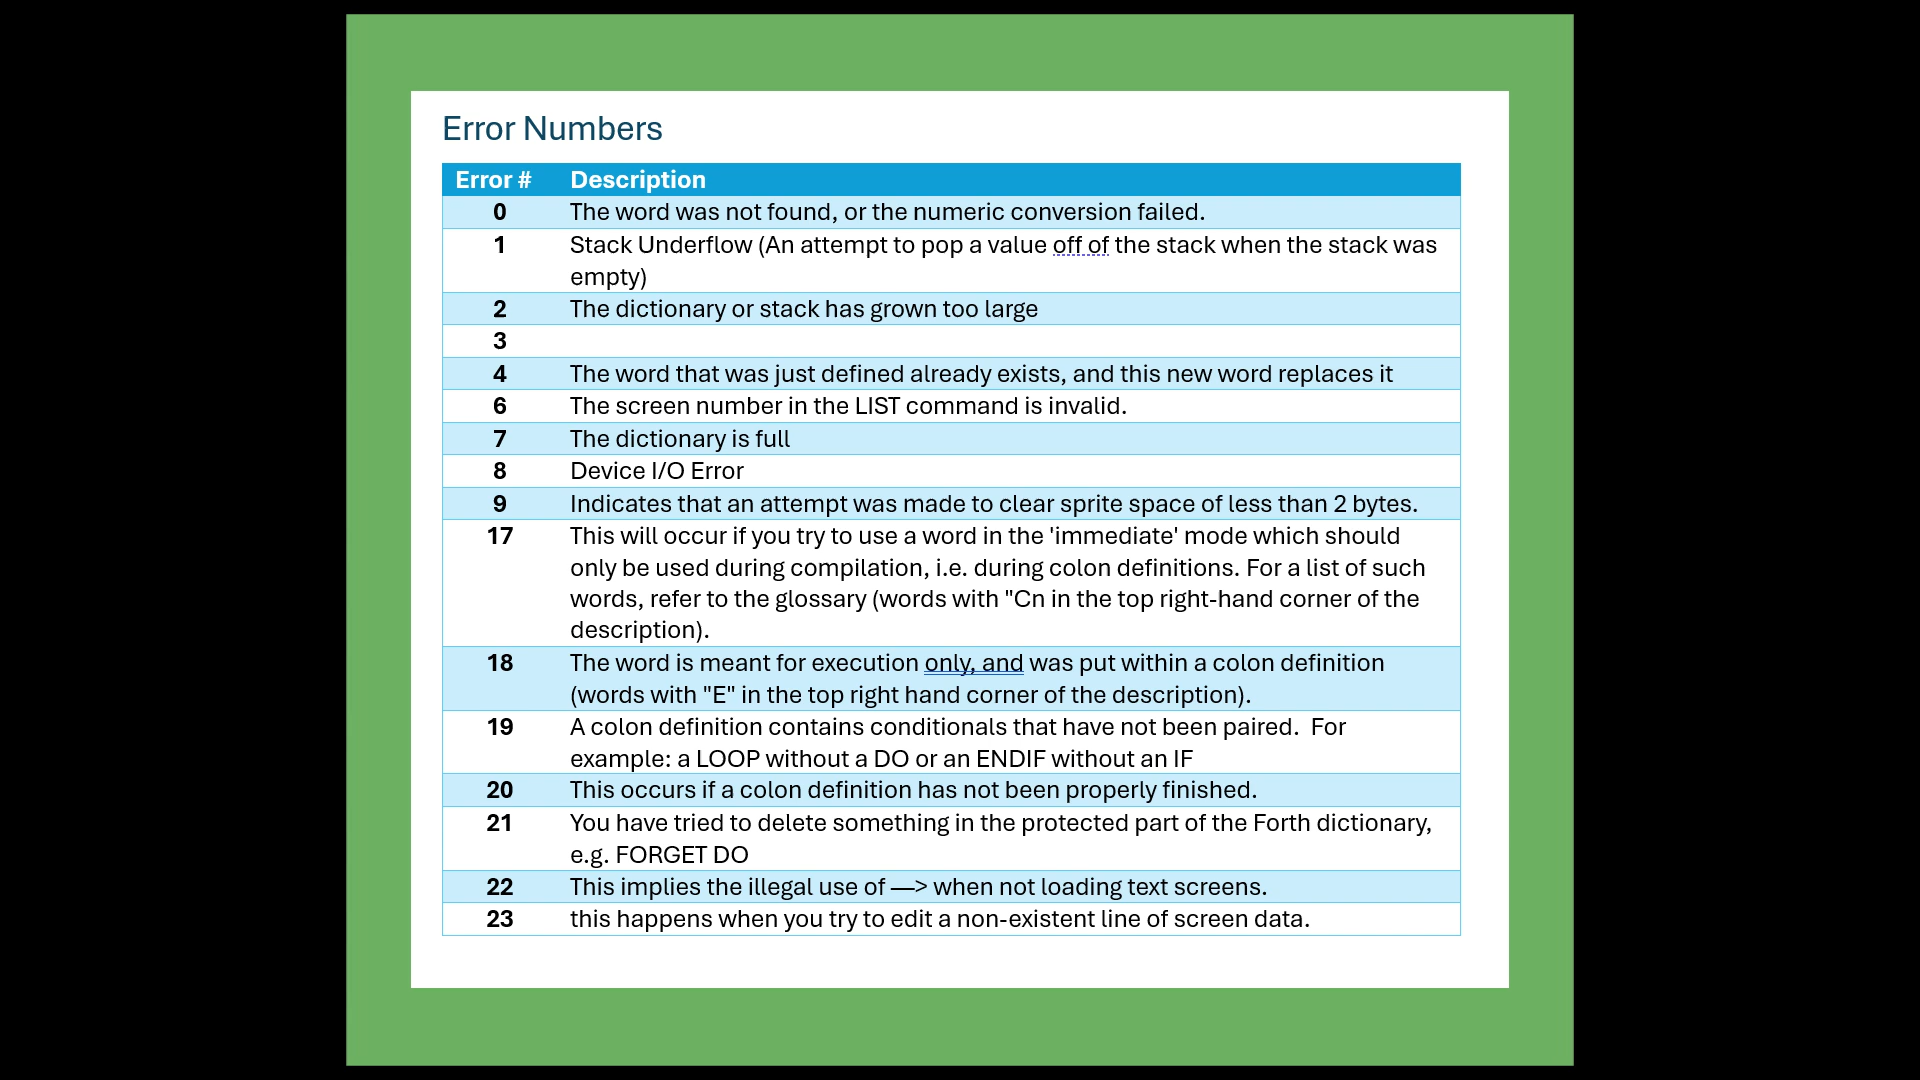 Error Numbers
Error # Description
0 The word was not found, or the numeric conversion failed.
1 Stack Underflow (An attempt to pop a value off of the stack when the stack was
empty)
2 The dictionary or stack has grown too large
3
4 The word that was just defined already exists, and this new word replaces it
6 The screen number in the LIST command is invalid.
7 The dictionary is full
8 Device I/O Error
9 Indicates that an attempt was made to clear sprite space of less than 2 bytes.
17 This will occur if you try to use a word in the 'immediate' mode which should
only be used during compilation, i.e. during colon definitions. For a list of such
words, refer to the glossary (words with "Cn in the top right-hand corner of the
description).
18 The word is meant for execution only, and was put within a colon definition
(words with "E" in the top right hand corner of the description).
19 A colon definition contains conditionals that have not been paired.  For
example: a LOOP without a DO or an ENDIF without an IF
20 This occurs if a colon definition has not been properly finished.
21 You have tried to delete something in the protected part of the Forth dictionary,
e.g. FORGET DO
22 This implies the illegal use of —> when not loading text screens.
23 this happens when you try to edit a non-existent line of screen data.